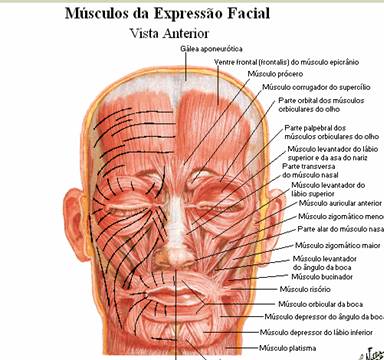 Músculos da Expressão Facial
Vista Anterior
Gálea aponeurótica
Ventre frontal (frontalis) do músculo epicrânio
Músculo prócero
Músculo corrugador do supercílio
Parte orbital dos músculos
orbiculares do olho
Parte palpebral dos
músculos orbiculares do olho
Músculo levantador do lábio
superior e da asa do nariz
Parte transversa
do músculo nasal
Músculo levantador do
lábio superior
Músculo auricular anterior
Músculo zigomático meno
Parte alar do músculo nasa
Músculo zigomático maior
Músculo levantador
do ângulo da boca
Músculo bucinador
Músculo risório
Músculo orbicular da boca
Músculo depressor do ângulo da boca
Músculo depressor do lábio inferior
Músculo platisma